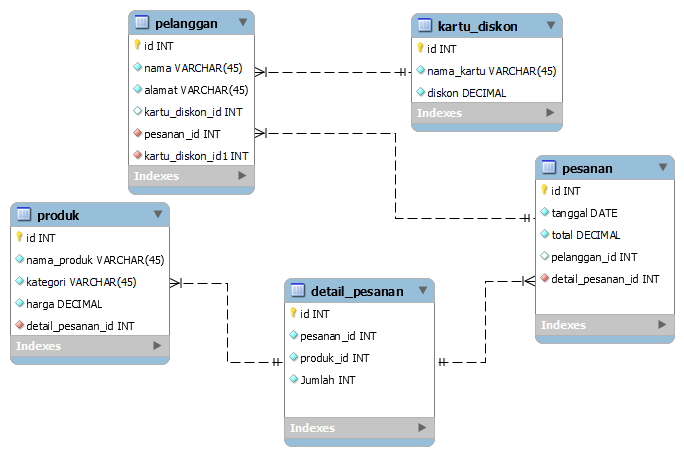 pelanggan
id INT
nama VARCHAR(45)
alamat VARCHAR(45)
kartu_diskon_id INT
pesanan_id INT
kartu_diskon_id1 INT
Indexes
kartu_diskon
id INT
nama_kartu VARCHAR(45)
diskon DECIMAL
Indexes
pesanan
id INT
tanggal DATE
total DECIMAL
pelanggan_id INT
detail_pesanan_id INT
Indexes
produk
id INT
nama_produk VARCHAR(45)
kategori VARCHAR(45)
harga DECIMAL
detail_pesanan_id INT
Indexes
detail_pesanan
id INT
pesanan_id INT
produk_id INT
Jumlah INT
Indexes